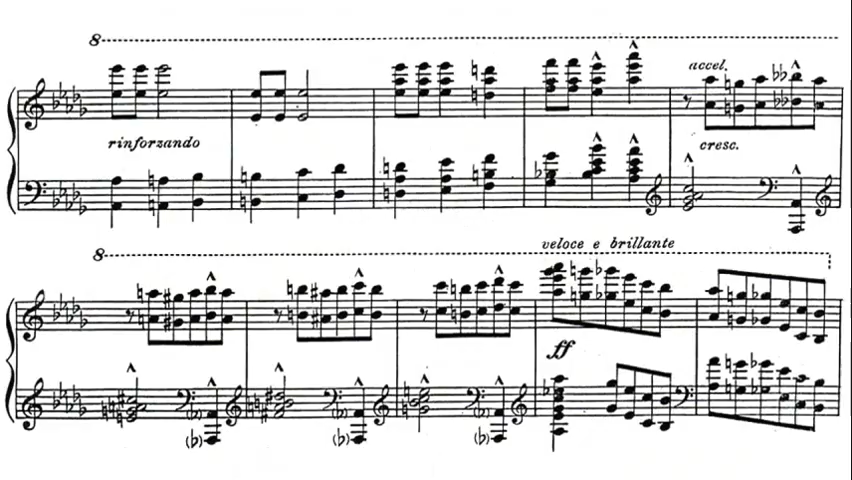 8
accel.
rinforzando
cresc.
8
veloce e brillante
ff